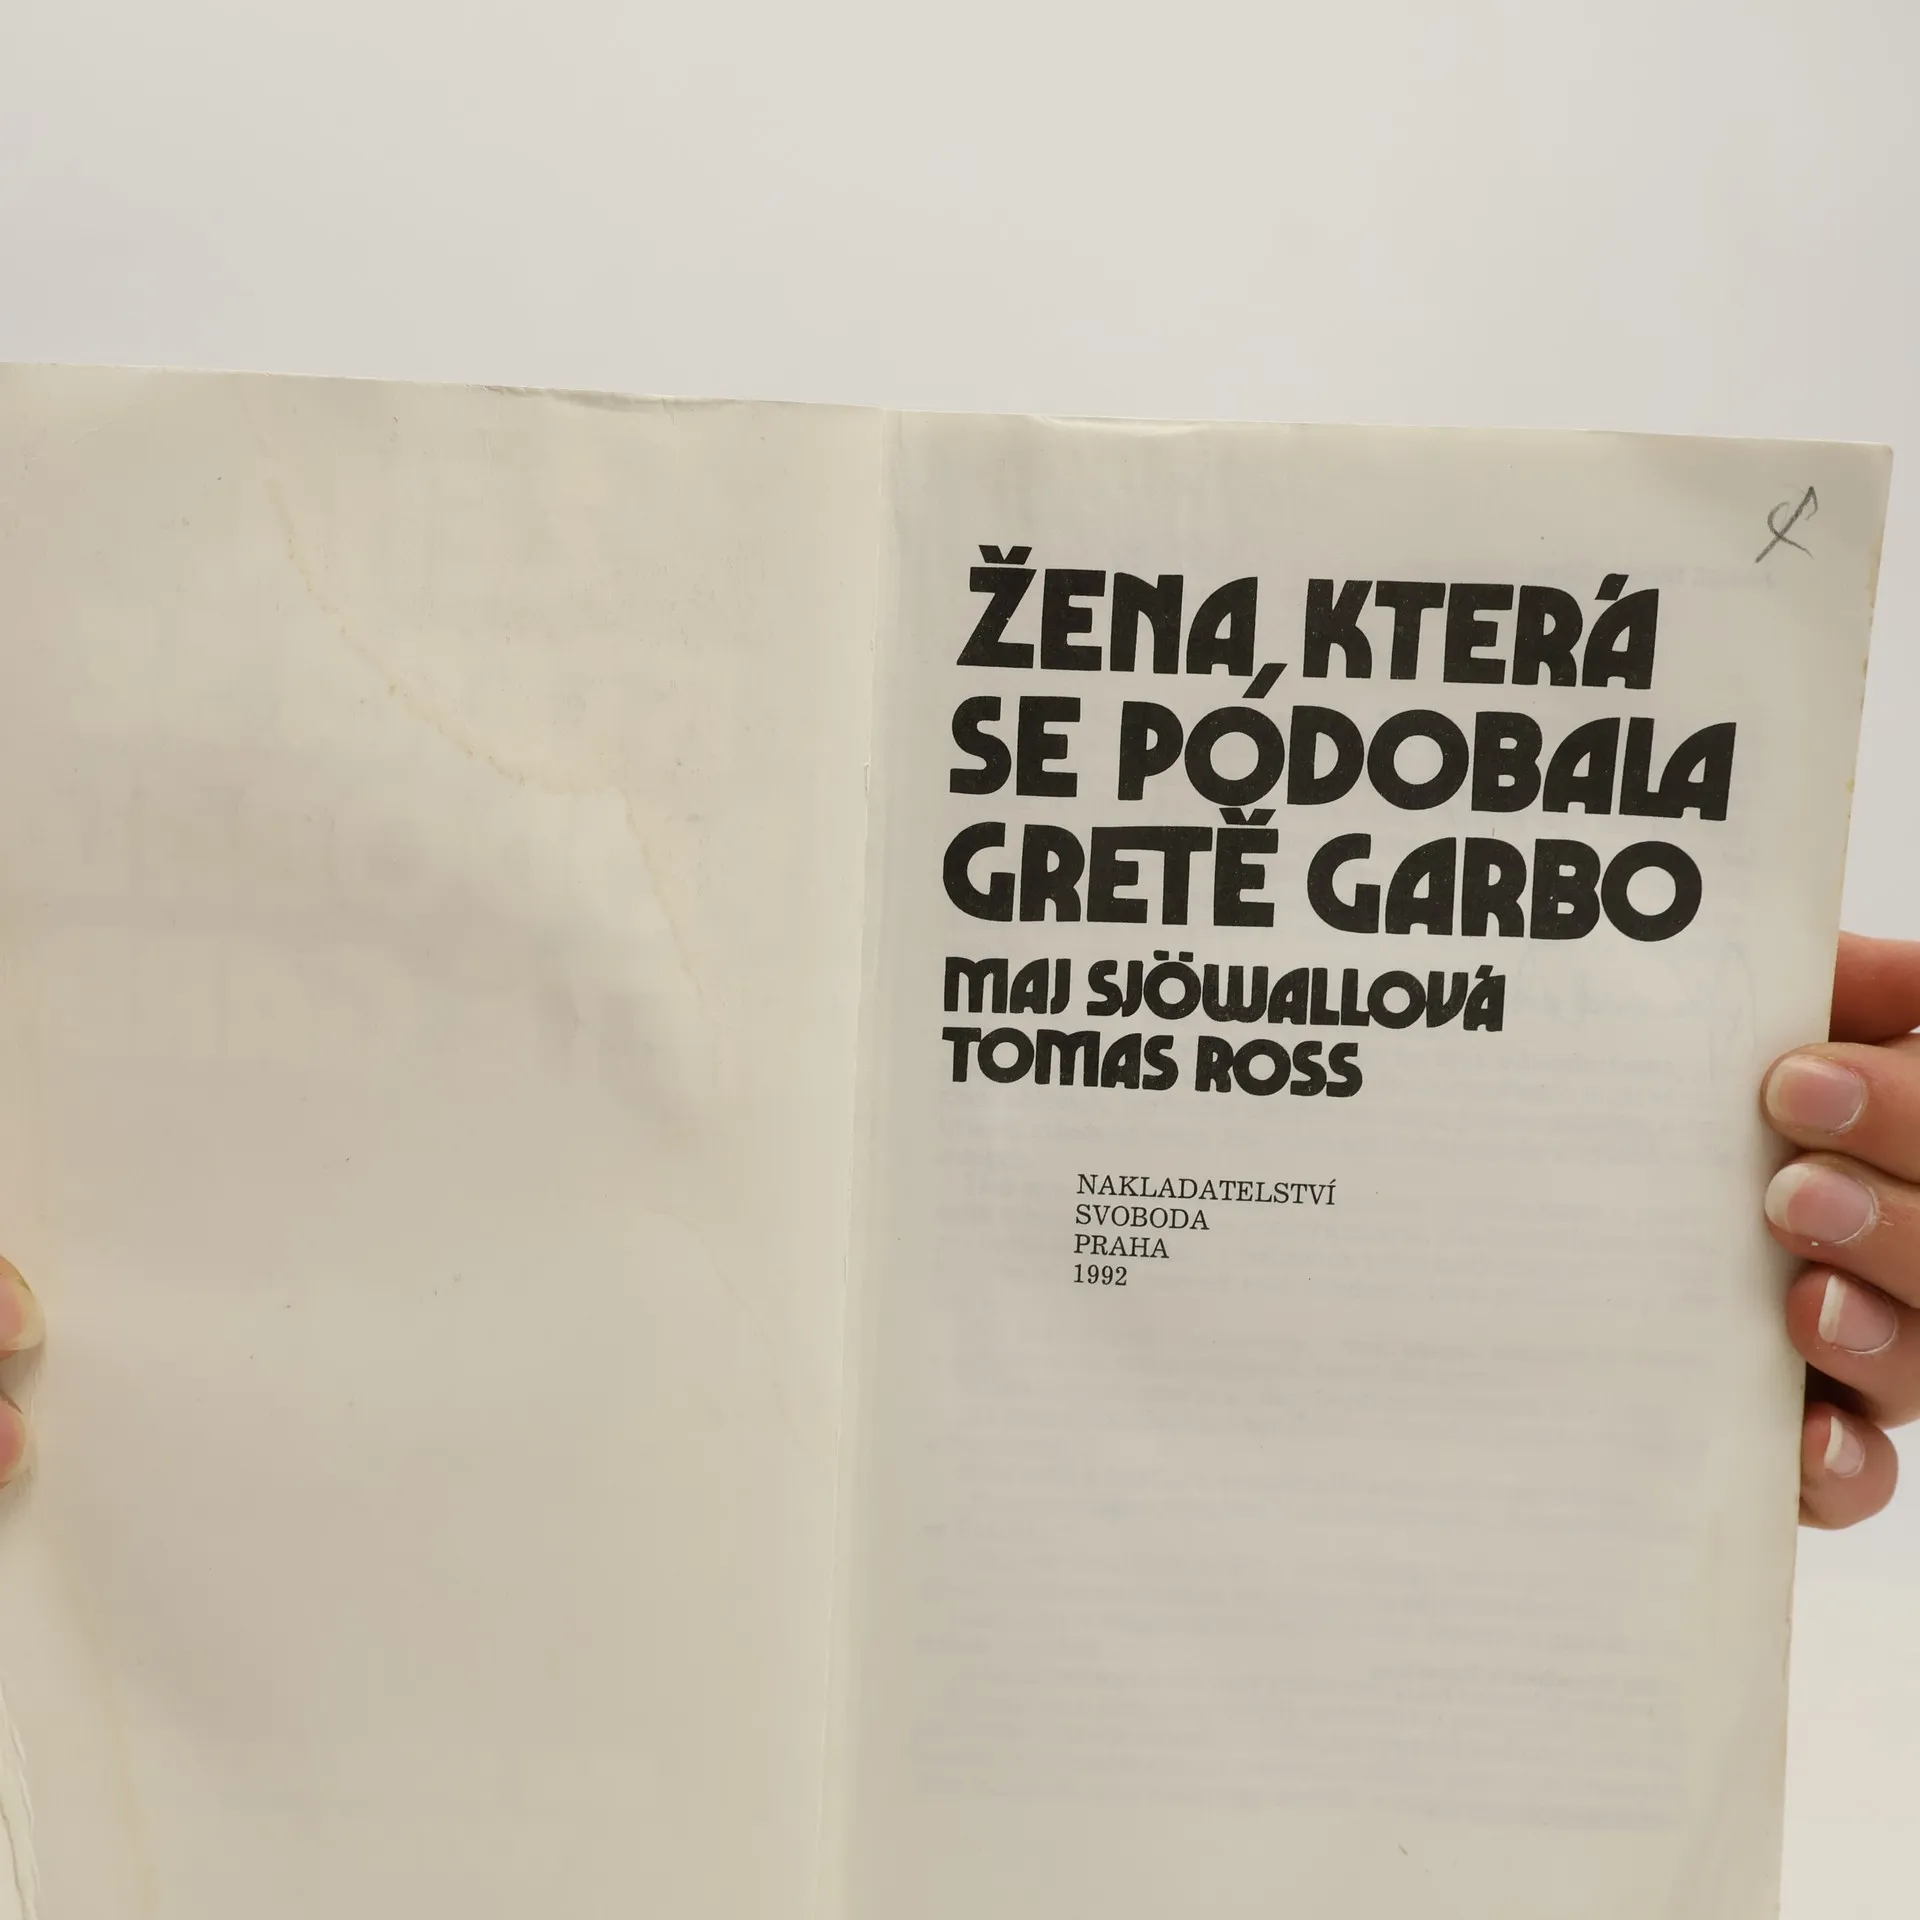 ŽENA, KTERÁ
SE PODOBALA
GRETĚ GARBO
MAJ SJÖWALLOVÁ
TOMAS ROSS
NAKLADATELSTVÍ
SVOBODA
PRAHA
1992